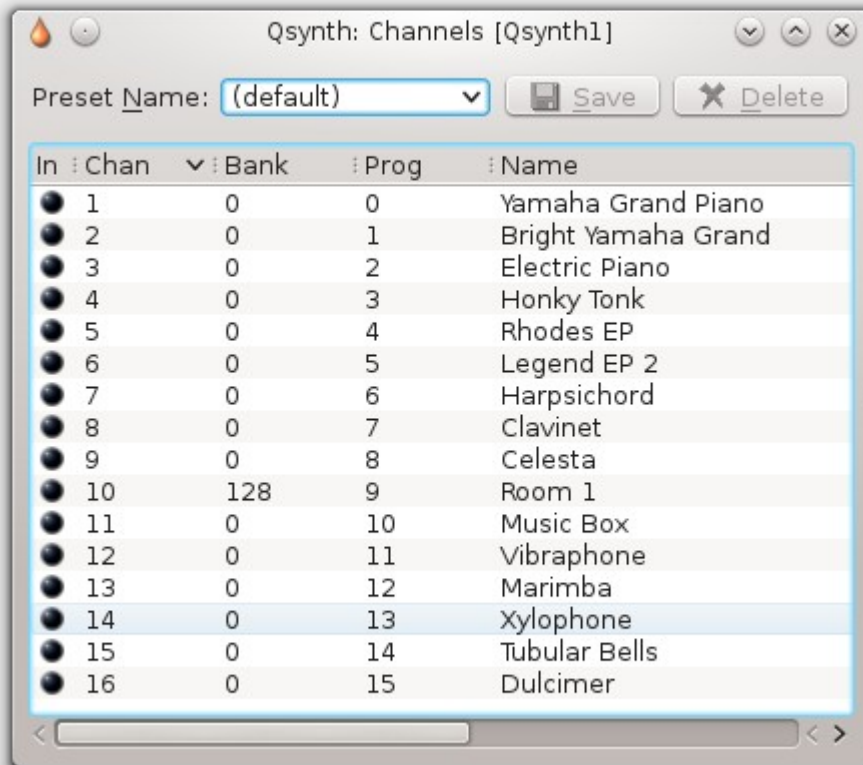 Qsynth: Channels [Qsynth1]
Preset Name: (default) Save Delete
In Chan Bank Prog Name
1 0 0 Yamaha Grand Piano
2 0 1 Bright Yamaha Grand
3 0 2 Electric Piano
4 0 3 Honky Tonk
5 0 4 Rhodes EP
6 0 5 Legend EP 2
7 0 6 Harpsichord
8 0 7 Clavinet
9 0 8 Celesta
10 128 9 Room 1
11 0 10 Music Box
12 0 11 Vibraphone
13 0 12 Marimba
14 0 13 Xylophone
15 0 14 Tubular Bells
16 0 15 Dulcimer